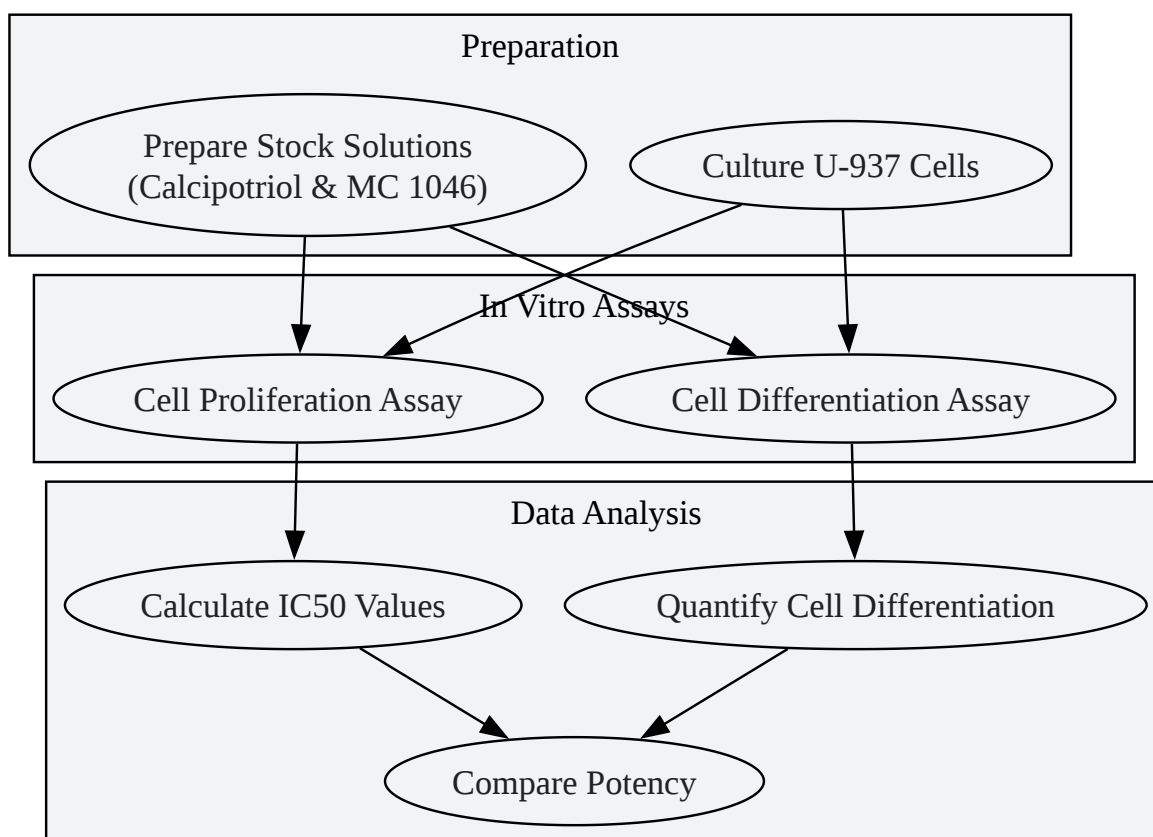 Preparation
Prepare Stock Solutions
(Calcipotriol & MC 1046)
Culture U-937 Cells
In Vitro Assays
Cell Proliferation Assay
Cell Differentiation Assay
Data Analysis
Calculate IC50 Values
Quantify Cell Differentiation
Compare Potency